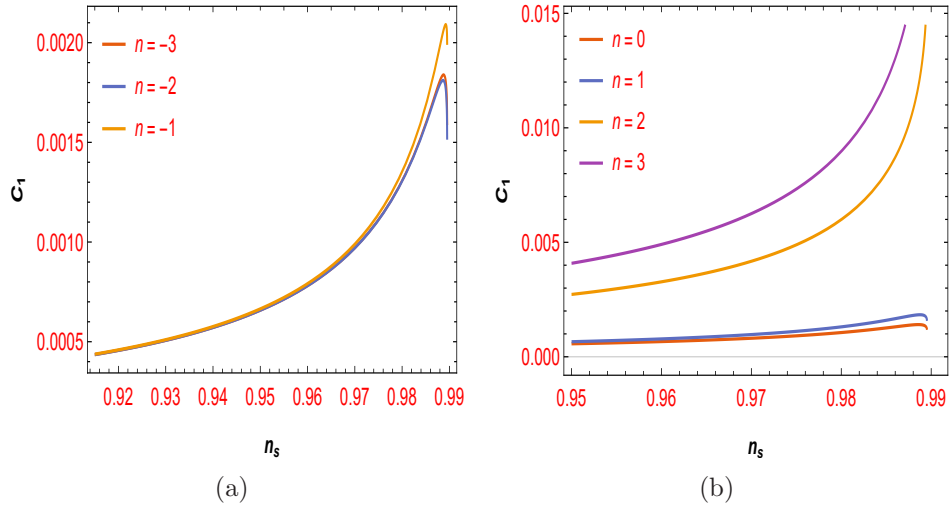 n = -3
n = -2
n = -1
0.0020
0.0015
0.0010
0.0005
C₁
0.92 0.93 0.94 0.95 0.96 0.97 0.98 0.99
nₛ
(a)
n = 0
n = 1
n = 2
n = 3
0.015
0.010
0.005
0.000
C₁
0.95 0.96 0.97 0.98 0.99
nₛ
(b)